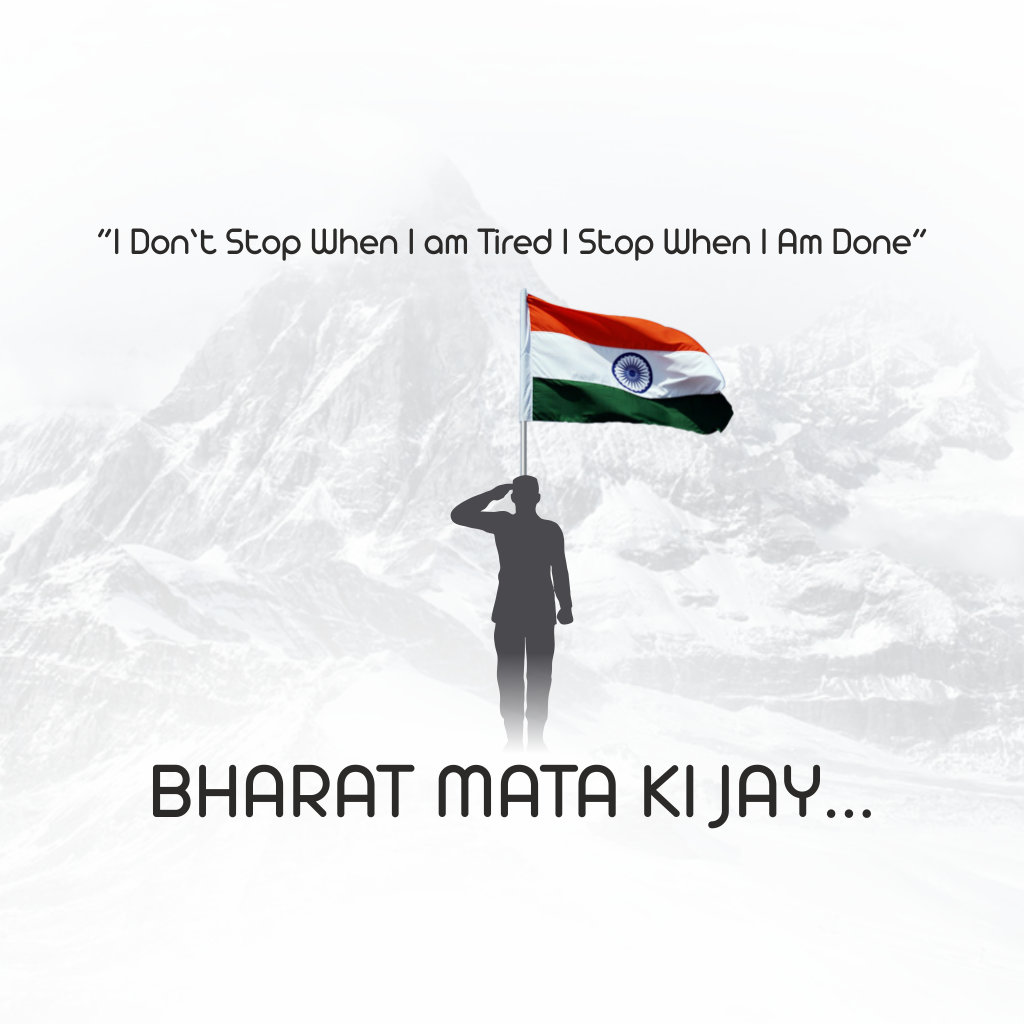 "I Don`t Stop When I am Tired I Stop When I Am Done"
BHARAT MATA KI JAY...